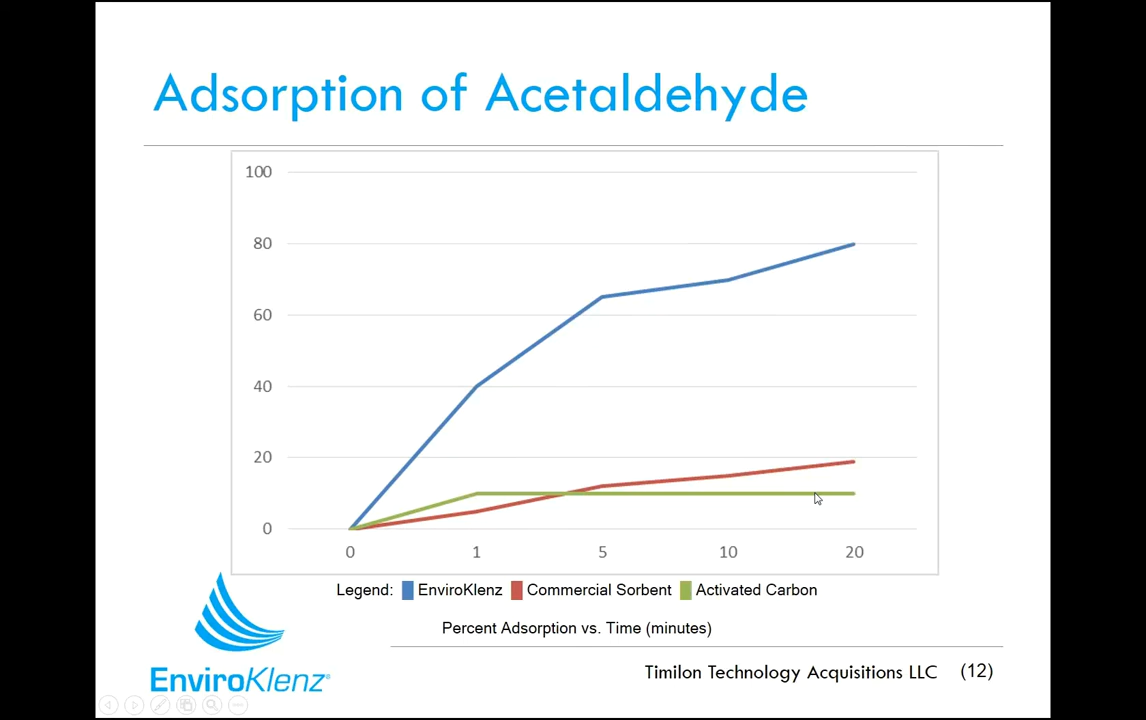 Adsorption of Acetaldehyde
100
80
60
40
20
0
0 1 5 10 20
Legend: EnviroKlenz Commercial Sorbent Activated Carbon
Percent Adsorption vs. Time (minutes)
EnviroKlenz®
Timilon Technology Acquisitions LLC (12)